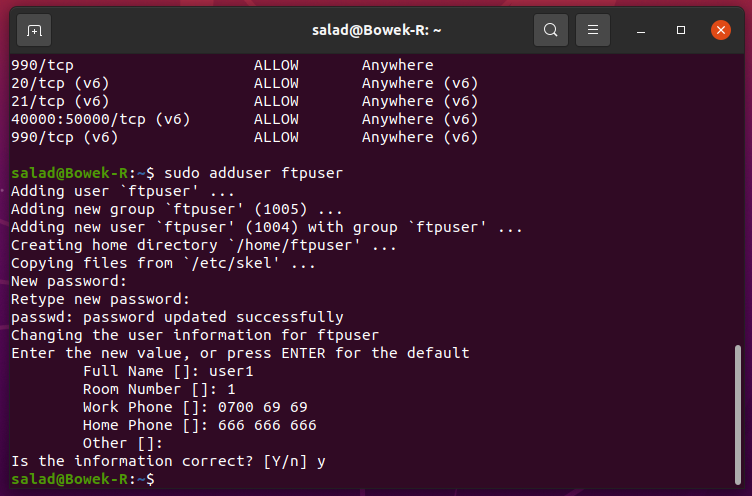 salad@Bowek-R: ~
990/tcp                    ALLOW       Anywhere
20/tcp (v6)                ALLOW       Anywhere (v6)
21/tcp (v6)                ALLOW       Anywhere (v6)
40000:50000/tcp (v6)       ALLOW       Anywhere (v6)
990/tcp (v6)               ALLOW       Anywhere (v6)
salad@Bowek-R:~$ sudo adduser ftpuser
Adding user `ftpuser' ...
Adding new group `ftpuser' (1005) ...
Adding new user `ftpuser' (1004) with group `ftpuser' ...
Creating home directory `/home/ftpuser' ...
Copying files from `/etc/skel' ...
New password:
Retype new password:
passwd: password updated successfully
Changing the user information for ftpuser
Enter the new value, or press ENTER for the default
        Full Name []: user1
        Room Number []: 1
        Work Phone []: 0700 69 69
        Home Phone []: 666 666 666
        Other []:
Is the information correct? [Y/n] y
salad@Bowek-R:~$